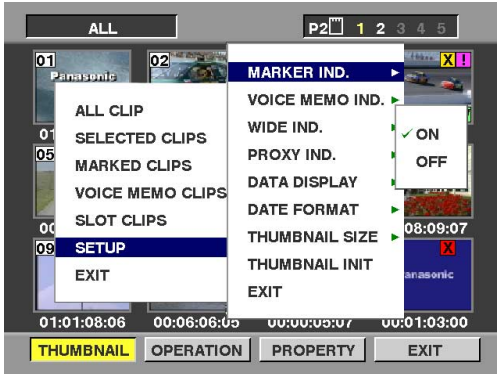 ALL
P2 1 2 3 4 5
01
02
X !
Panasonic
MARKER IND.
VOICE MEMO IND.
WIDE IND.
PROXY IND.
DATA DISPLAY
DATE FORMAT
THUMBNAIL SIZE
THUMBNAIL INIT
EXIT
ON
OFF
ALL CLIP
SELECTED CLIPS
MARKED CLIPS
VOICE MEMO CLIPS
SLOT CLIPS
SETUP
EXIT
01
05
00
08:09:07
09
X
anasonic
01:01:08:06
00:06:06:05
00:00:05:07
00:01:03:00
THUMBNAIL
OPERATION
PROPERTY
EXIT